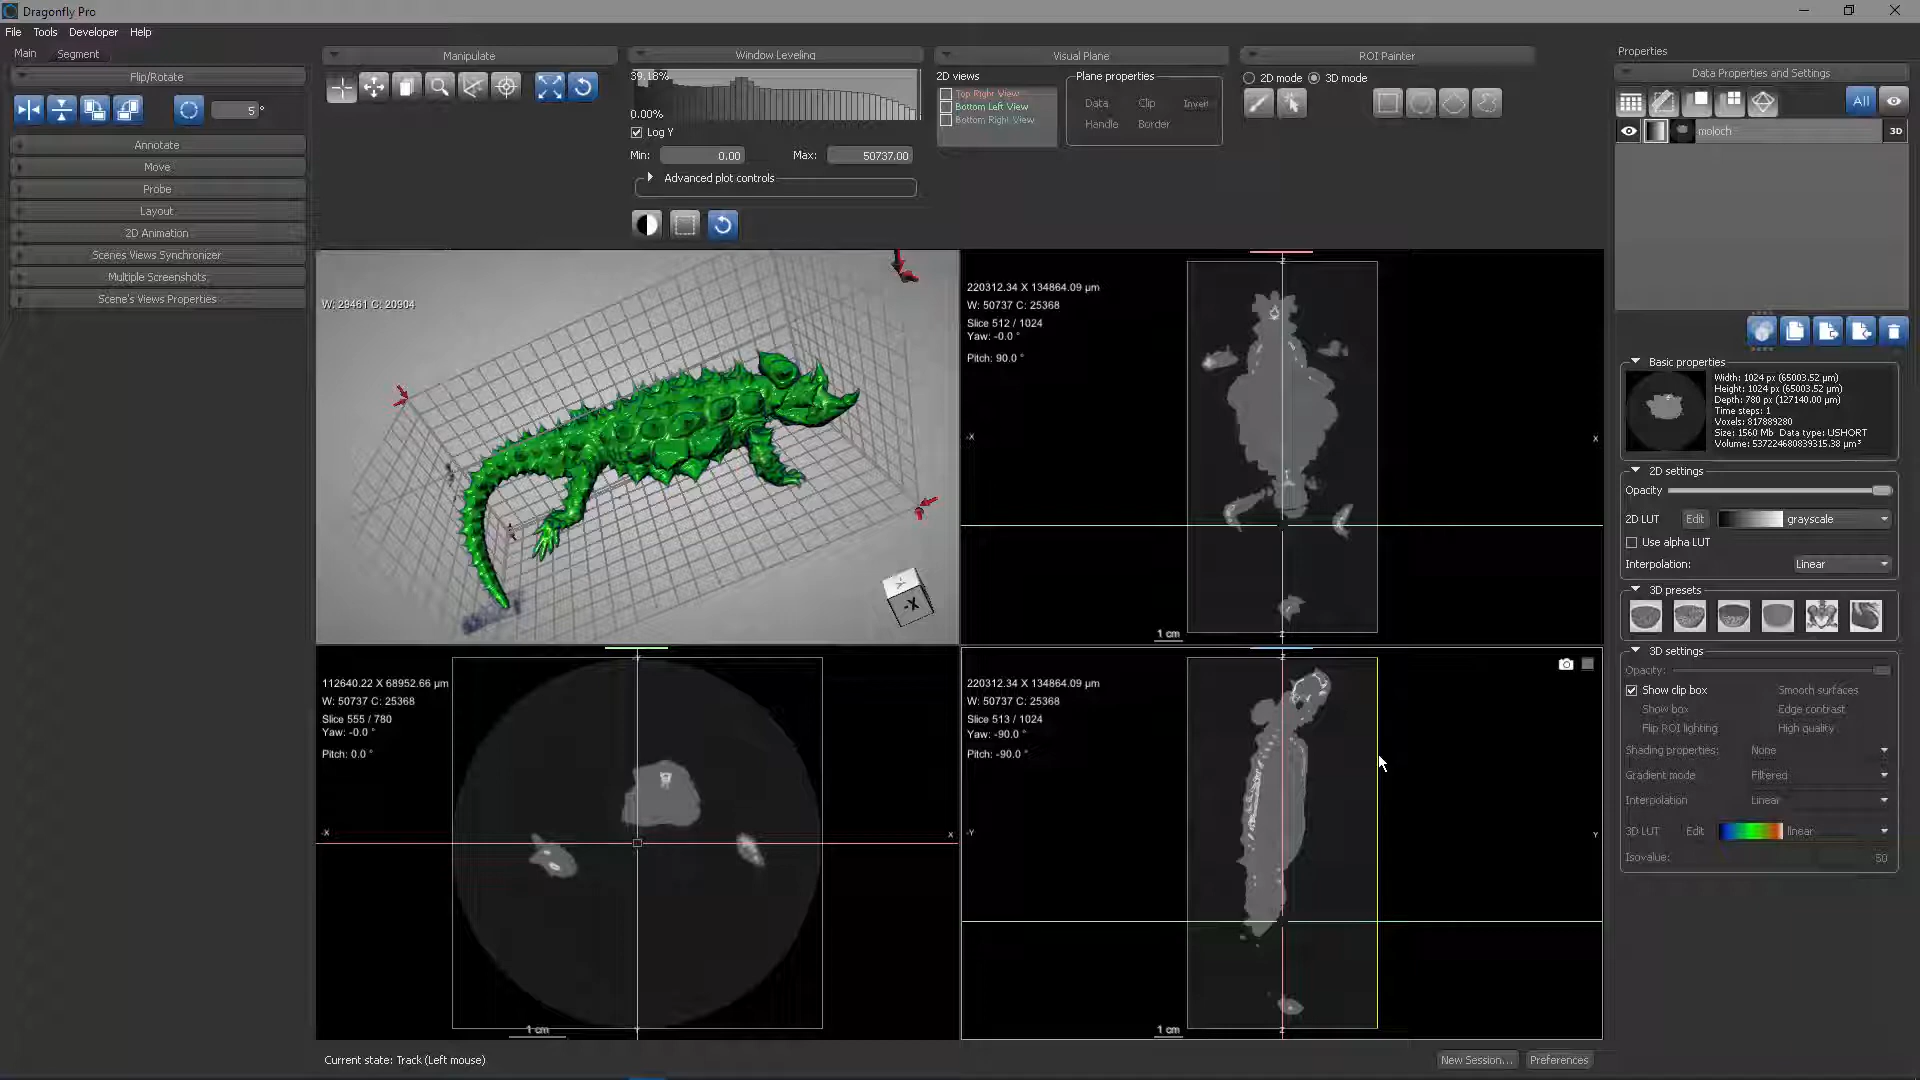 Dragonfly Pro
File Tools Developer Help
Main Segment
Flip/Rotate
5 °
Annotate
Move
Probe
Layout
2D Animation
Scenes Views Synchronizer
Multiple Screenshots
Scene's Views Properties
Manipulate
Window Leveling
39.18%
0.00%
Log Y
Min: 0.00 Max: 50737.00
Advanced plot controls
Visual Plane
2D views
Top Right View
Bottom Left View
Bottom Right View
Plane properties
Data Clip Invert
Handle Border
ROI Painter
2D mode 3D mode
W: 29461 C: 20904
-X
220312.34 X 134864.09 µm
W: 50737 C: 25368
Slice 512 / 1024
Yaw: -0.0 °
Pitch: 90.0 °
-Z
-X X
Z
1 cm
112640.22 X 68952.66 µm
W: 50737 C: 25368
Slice 555 / 780
Yaw: -0.0 °
Pitch: 0.0 °
-X X
1 cm
220312.34 X 134864.09 µm
W: 50737 C: 25368
Slice 513 / 1024
Yaw: -90.0 °
Pitch: -90.0 °
-Z
-Y Y
Z
1 cm
Current state: Track (Left mouse)
New Session... Preferences
Properties
Data Properties and Settings
All
moloch 3D
Basic properties
Width: 1024 px (65003.52 µm)
Height: 1024 px (65003.52 µm)
Depth: 780 px (127140.00 µm)
Time steps: 1
Voxels: 817889280
Size: 1560 Mb Data type: USHORT
Volume: 537224680839315.38 µm³
2D settings
Opacity
2D LUT Edit grayscale
Use alpha LUT
Interpolation: Linear
3D presets
3D settings
Opacity:
Show clip box Smooth surfaces
Show box Edge contrast
Flip ROI lighting High quality
Shading properties: None
Gradient mode Filtered
Interpolation Linear
3D LUT Edit linear
Isovalue: 50